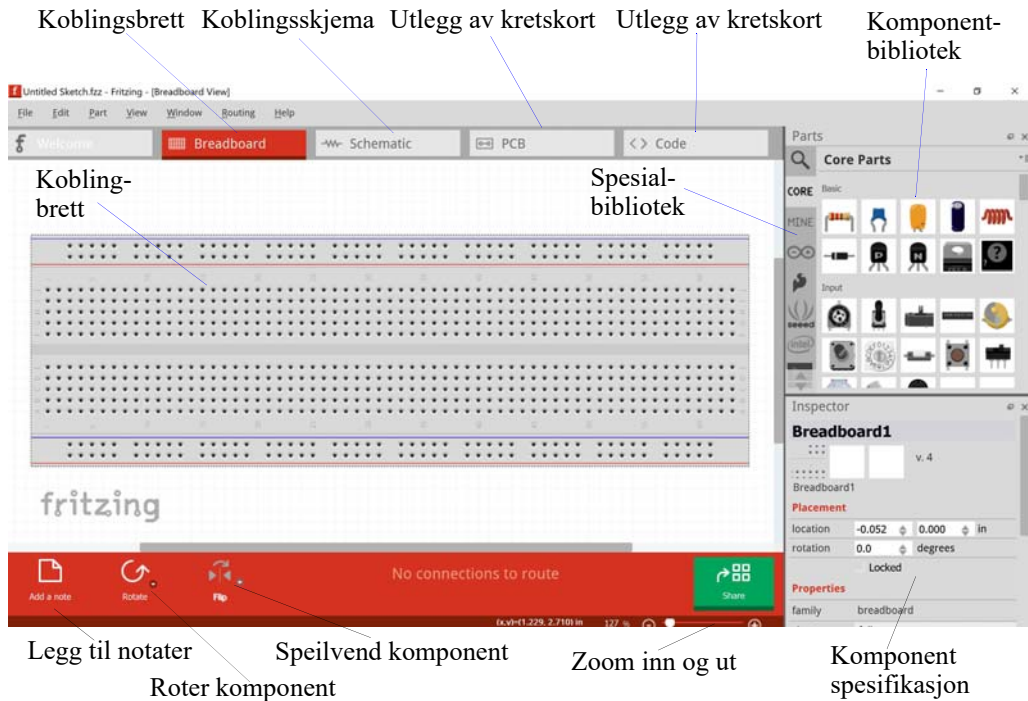 Koblingsbrett Koblingsskjema Utlegg av kretskort Utlegg av kretskort Komponent-
bibliotek
Untitled Sketch.fzz - Fritzing - [Breadboard View]
File Edit Part View Window Routing Help
Welcome Breadboard Schematic PCB Code
Parts
Core Parts
CORE
Basic
MINE
Input
seeed
intel
Kobling-
brett
Spesial-
bibliotek
fritzing
Inspector
Breadboard1
v. 4
Breadboard1
Placement
location -0.052 0.000 in
rotation 0.0 degrees
Locked
Properties
family breadboard
Add a note
Rotate
Flip
No connections to route
Share
(x,y)=(1.229, 2.710) in 127 %
Legg til notater
Roter komponent
Speilvend komponent
Zoom inn og ut
Komponent
spesifikasjon